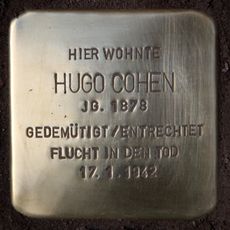 HIER WOHNTE
HUGO COHEN
JG. 1878
GEDEMÜTIGT/ENTRECHTET
FLUCHT IN DEN TOD
17.1.1942